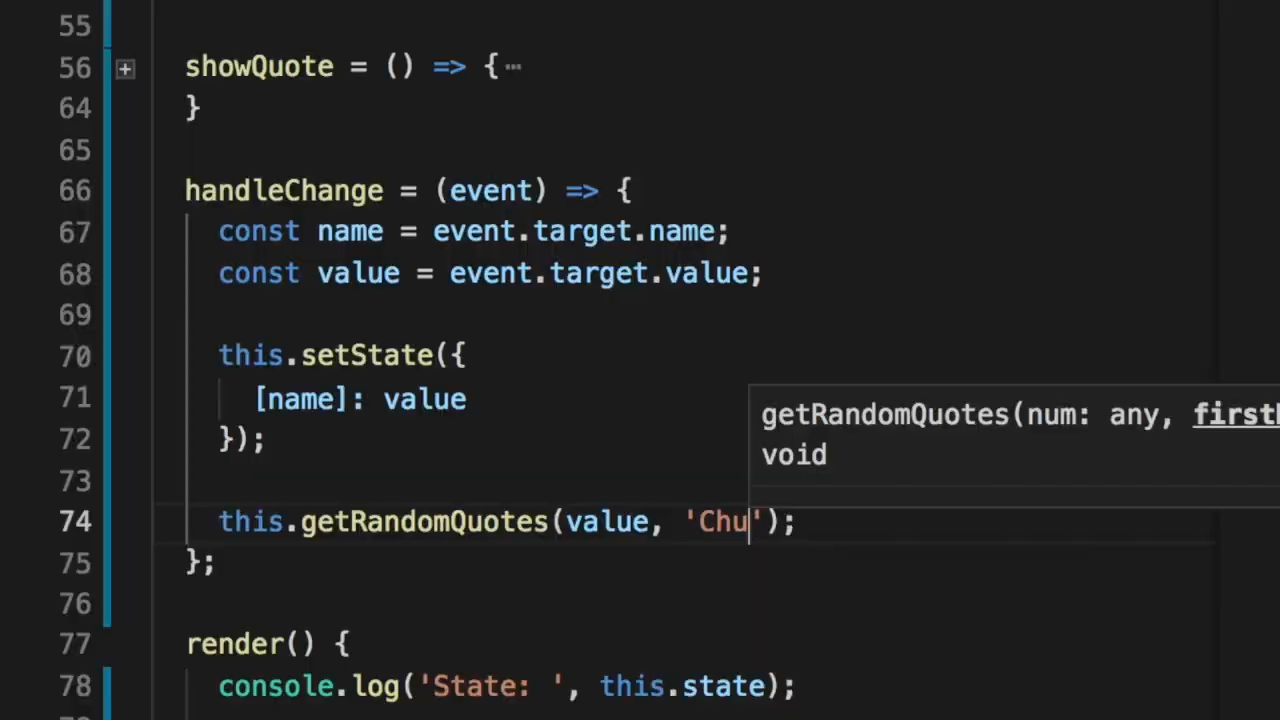 55
56 showQuote = () => {…
64 }
65
66 handleChange = (event) => {
67 const name = event.target.name;
68 const value = event.target.value;
69
70 this.setState({
71 [name]: value
getRandomQuotes(num: any,
72 });
void
73
74 this.getRandomQuotes(value, 'Chu');
75 };
76
77 render() {
78 console.log('State: ', this.state);